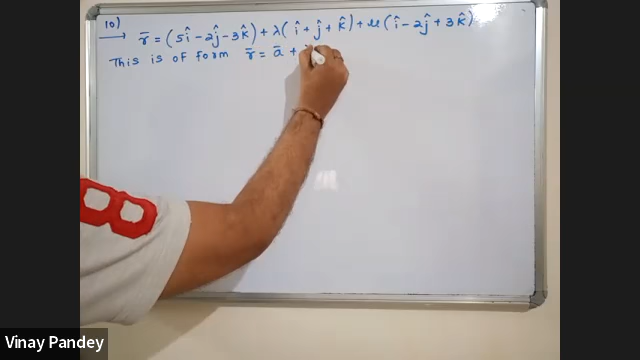 10)
r̄ = (5î - 2ĵ - 3k̂) + λ( î + ĵ + k̂) + μ( î - 2ĵ + 3k̂)
This is of form r̄ = ā +
Vinay Pandey